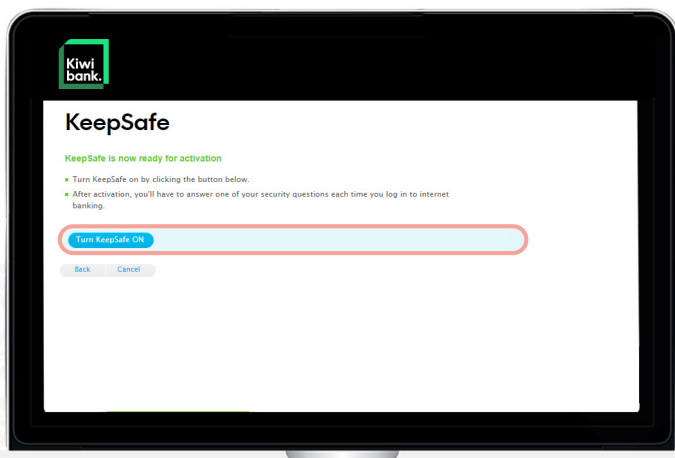 Kiwi
bank.
KeepSafe
KeepSafe is now ready for activation
Turn KeepSafe on by clicking the button below.
After activation, you'll have to answer one of your security questions each time you log in to internet
banking.
Turn KeepSafe ON
Back Cancel